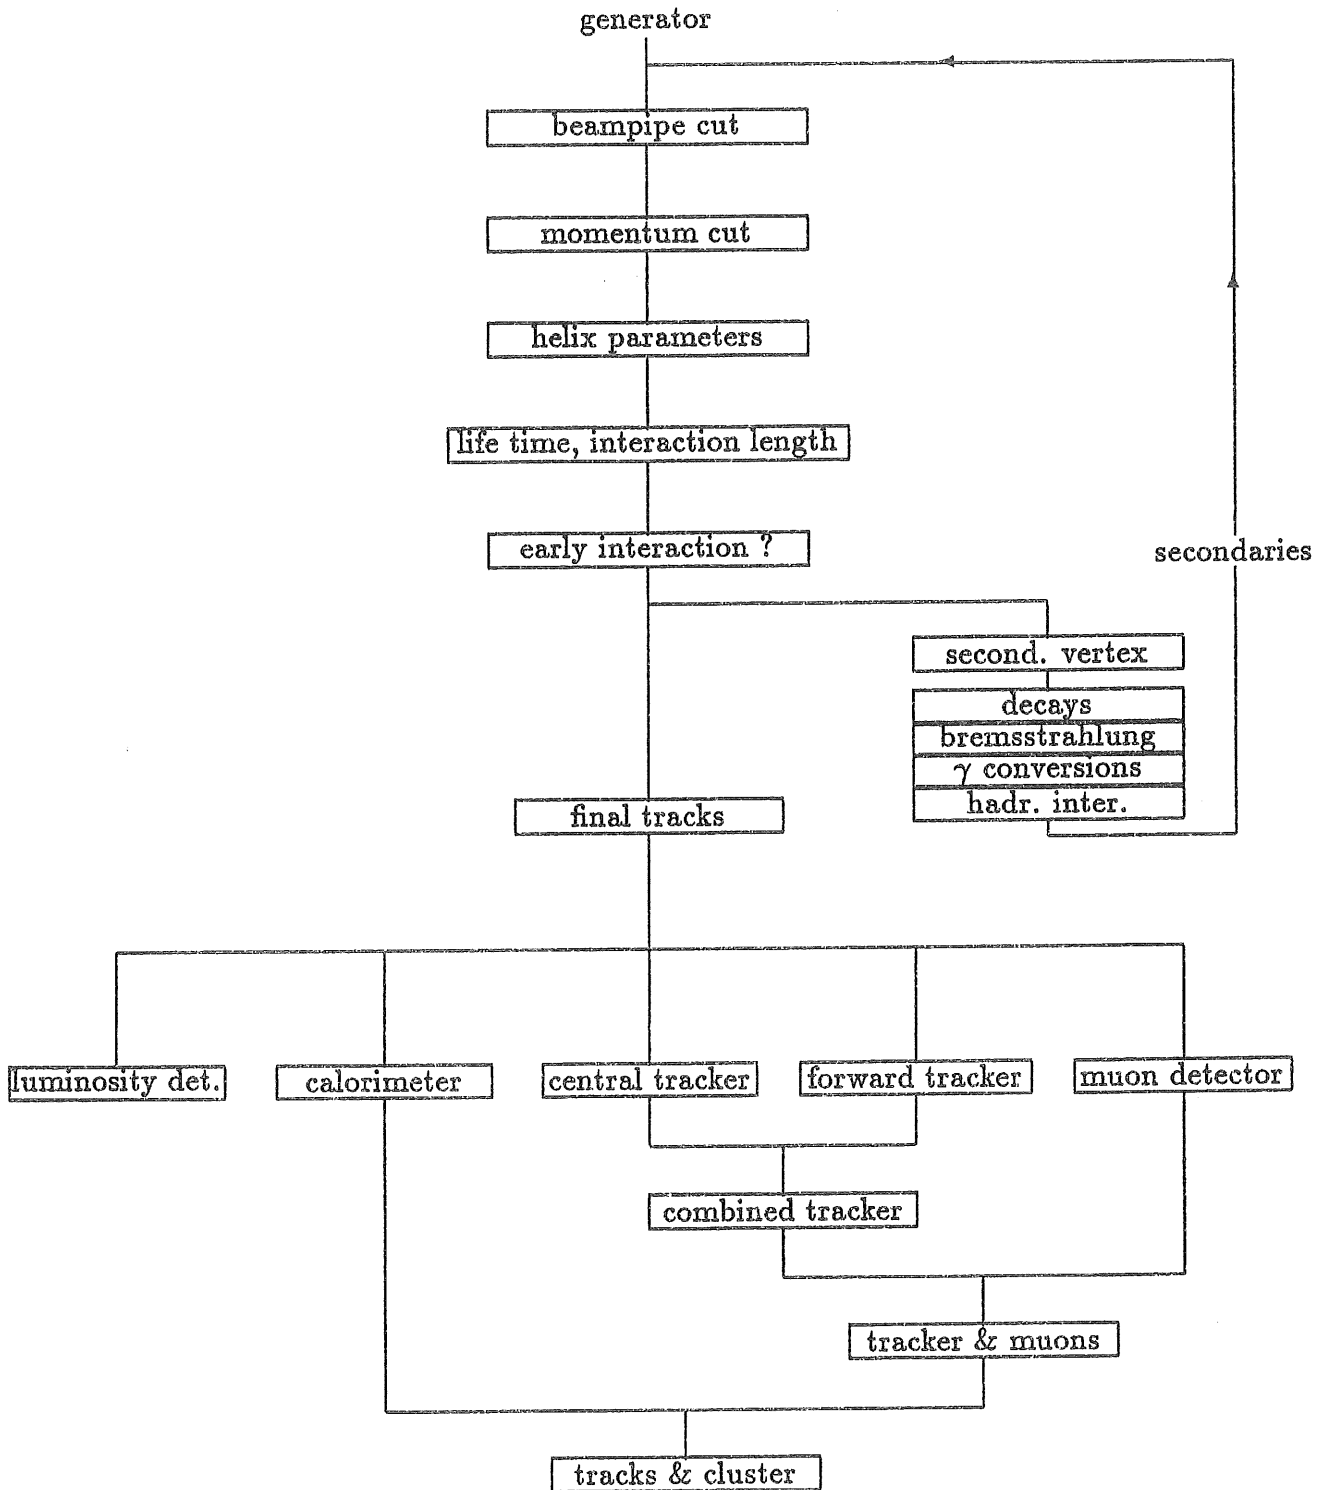 generator
beampipe cut
momentum cut
helix parameters
life time, interaction length
early interaction ?
secondaries
second. vertex
decays
bremsstrahlung
γ conversions
hadr. inter.
final tracks
luminosity det.
calorimeter
central tracker
forward tracker
muon detector
combined tracker
tracker & muons
tracks & cluster